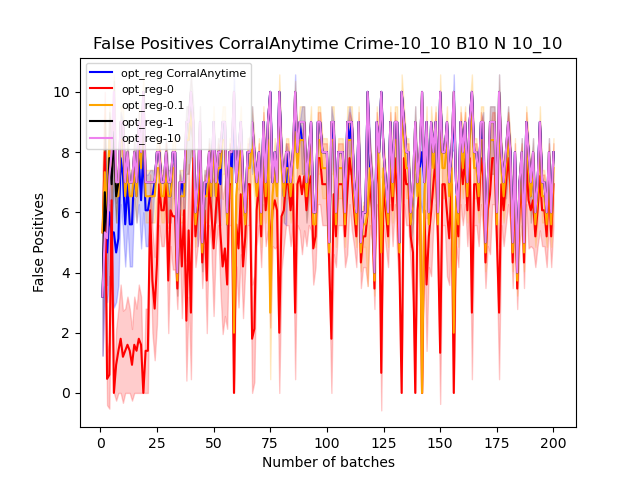 False Positives CorralAnytime Crime-10_10 B10 N 10_10
opt_reg CorralAnytime
opt_reg-0
opt_reg-0.1
opt_reg-1
opt_reg-10
10
8
6
4
2
0
False Positives
0 25 50 75 100 125 150 175 200
Number of batches